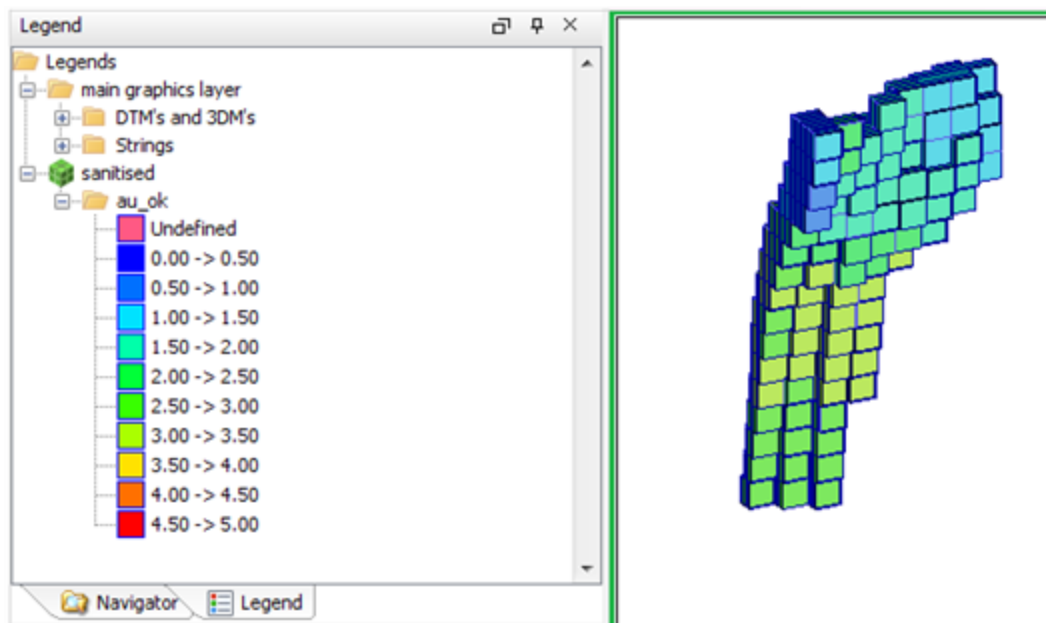 Legend
Legends
main graphics layer
DTM's and 3DM's
Strings
sanitised
au_ok
Undefined
0.00 -> 0.50
0.50 -> 1.00
1.00 -> 1.50
1.50 -> 2.00
2.00 -> 2.50
2.50 -> 3.00
3.00 -> 3.50
3.50 -> 4.00
4.00 -> 4.50
4.50 -> 5.00
Navigator Legend